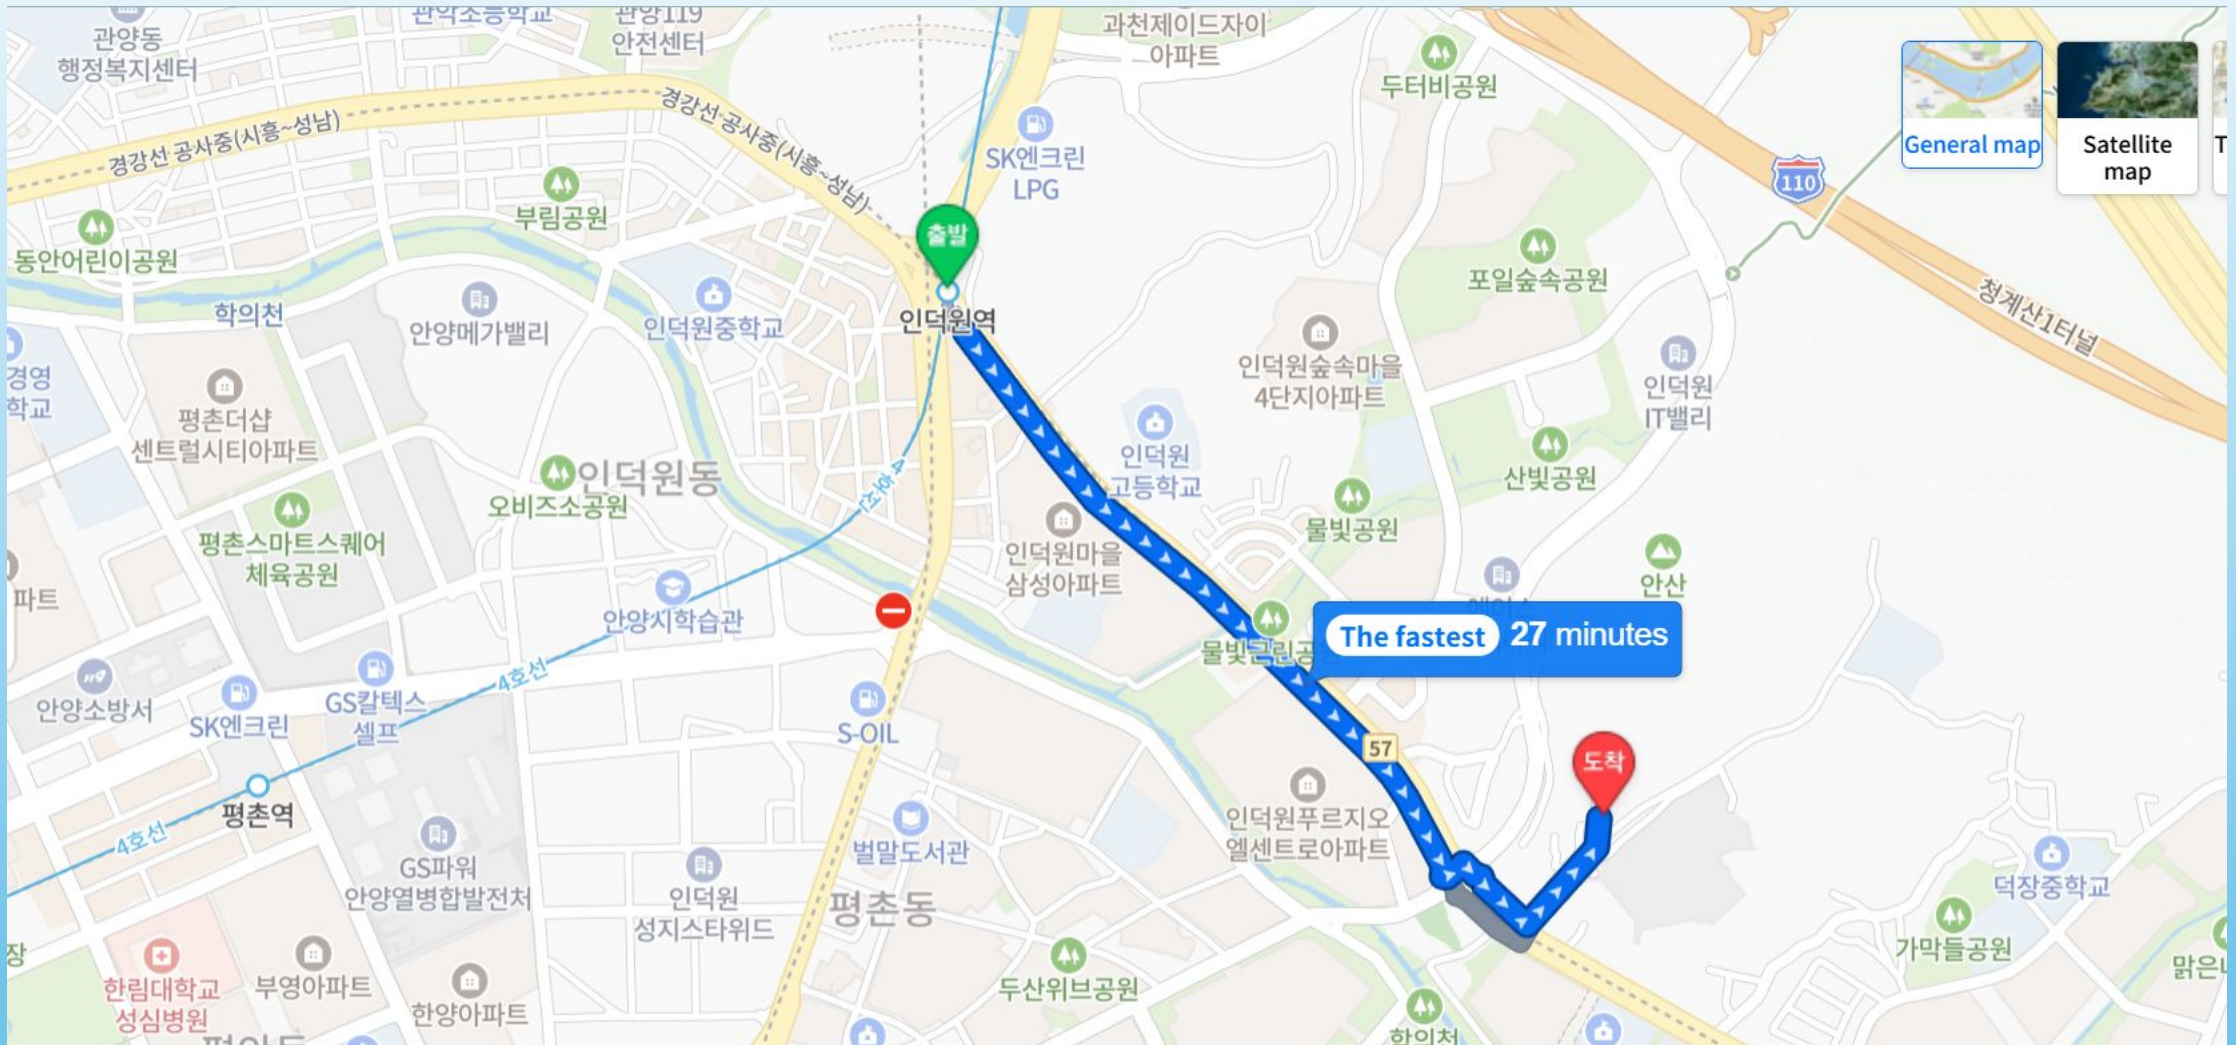 관악초등학교
관양119
안전센터
과천제이드자이
아파트
관양동
행정복지센터
두터비공원
General map
Satellite
map
T
경강선 공사중(시흥~성남)
경강선 공사중(시흥~성남)
SK엔크린
LPG
110
부림공원
동안어린이공원
출발
포일숲속공원
청계산1터널
학의천
안양메가밸리
인덕원중학교
인덕원역
경영
학교
평촌더샵
센트럴시티아파트
인덕원숲속마을
4단지아파트
인덕원
IT밸리
인덕원동
오비즈소공원
4호선
인덕원
고등학교
산빛공원
물빛공원
평촌스마트스퀘어
체육공원
인덕원마을
삼성아파트
안산
파트
안양시학습관
The fastest 27 minutes
물빛근린공
4호선
안양소방서
SK엔크린
GS칼텍스
셀프
S-OIL
57
도착
평촌역
4호선
인덕원푸르지오
엘센트로아파트
벌말도서관
GS파워
안양열병합발전처
인덕원
성지스타위드
평촌동
덕장중학교
가막들공원
장
한림대학교
성심병원
부영아파트
한양아파트
두산위브공원
맑은
학의천